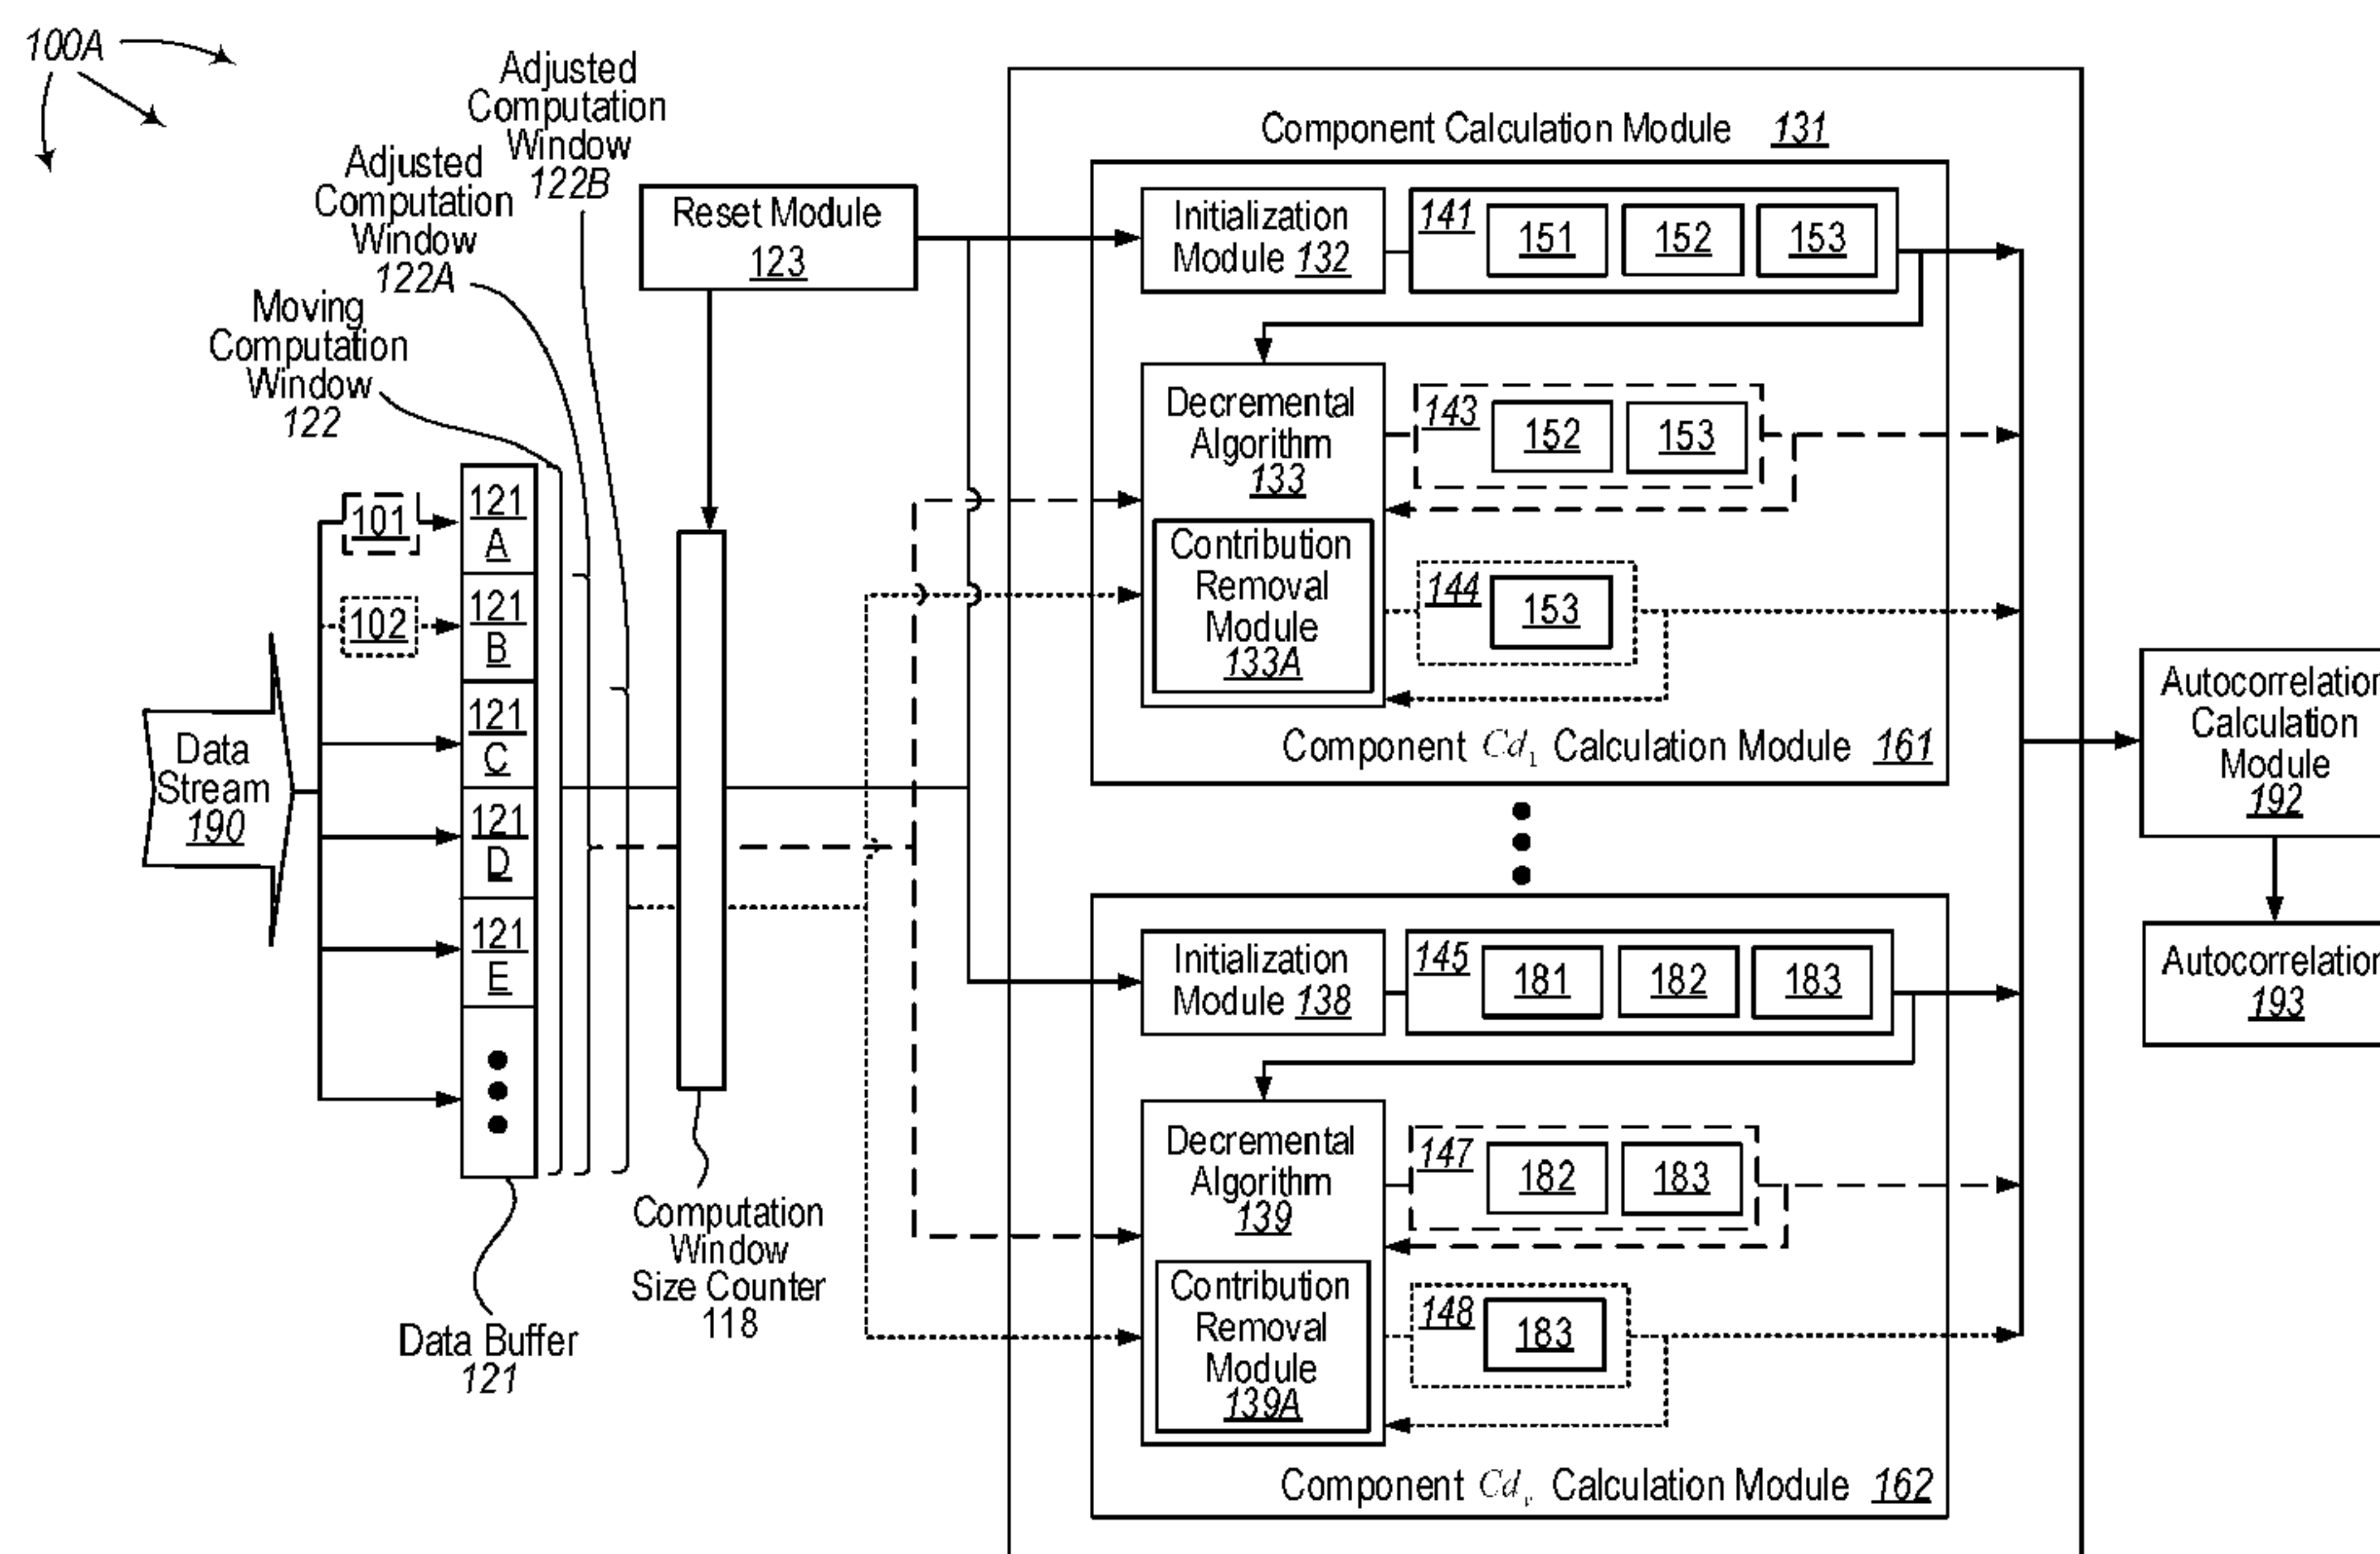 100A
Adjusted
Computation
Window
122B
Adjusted
Computation
Window
122A
Moving
Computation
Window
122
Reset Module
123
101
102
121
A
121
B
121
C
121
D
121
E
Data
Stream
190
Data Buffer
121
Computation
Window
Size Counter
118
Component Calculation Module 131
Initialization
Module 132
141 151 152 153
Decremental
Algorithm
133
143 152 153
Contribution
Removal
Module
133A
144 153
Component Cd1 Calculation Module 161
Initialization
Module 138
145 181 182 183
Decremental
Algorithm
139
147 182 183
Contribution
Removal
Module
139A
148 183
Component Cdv Calculation Module 162
Autocorrelation
Calculation
Module
192
Autocorrelation
193